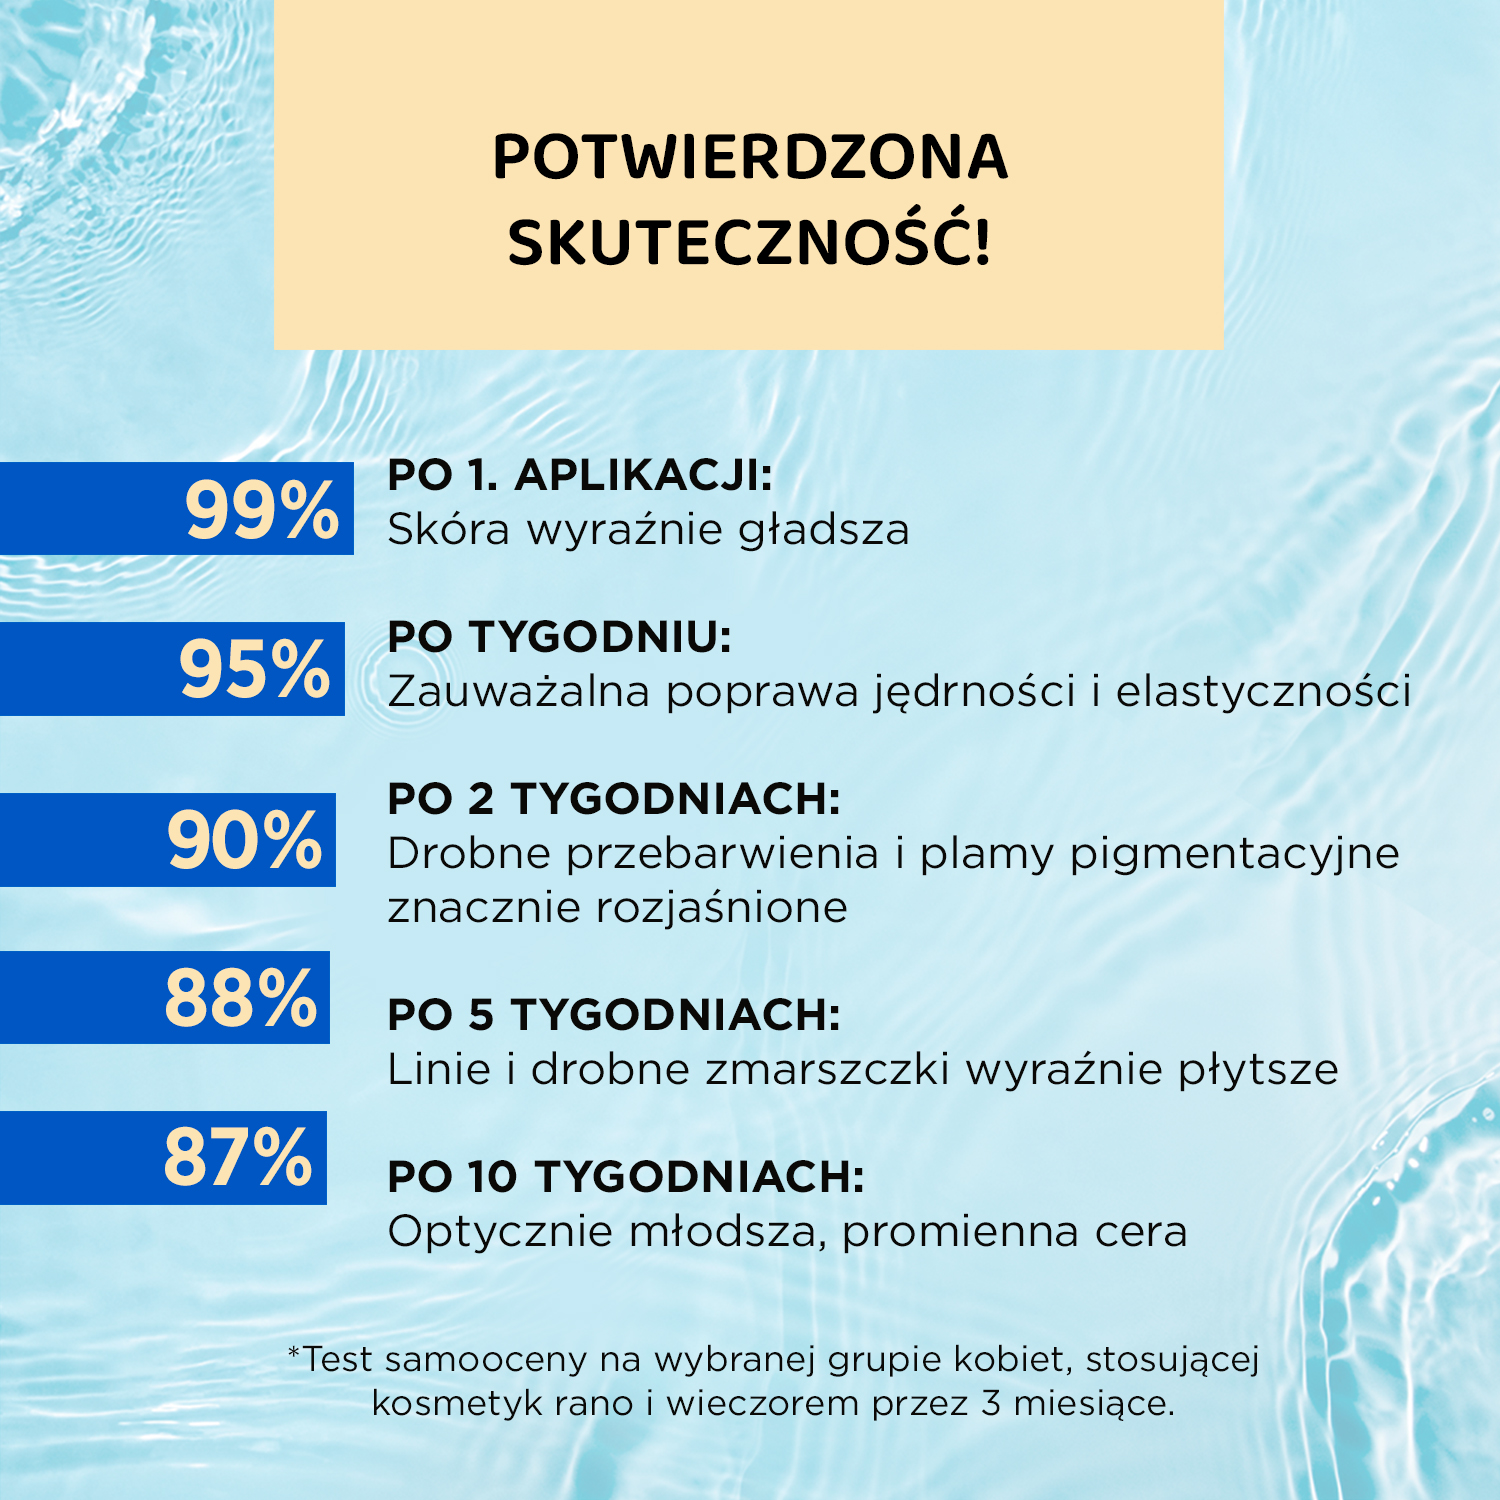 POTWIERDZONA
SKUTECZNOŚĆ!
99%
PO 1. APLIKACJI:
Skóra wyraźnie gładsza
95%
PO TYGODNIU:
Zauważalna poprawa jędrności i elastyczności
90%
PO 2 TYGODNIACH:
Drobne przebarwienia i plamy pigmentacyjne
znacznie rozjaśnione
88%
PO 5 TYGODNIACH:
Linie i drobne zmarszczki wyraźnie płytsze
87%
PO 10 TYGODNIACH:
Optycznie młodsza, promienna cera
*Test samooceny na wybranej grupie kobiet, stosującej
kosmetyk rano i wieczorem przez 3 miesiące.